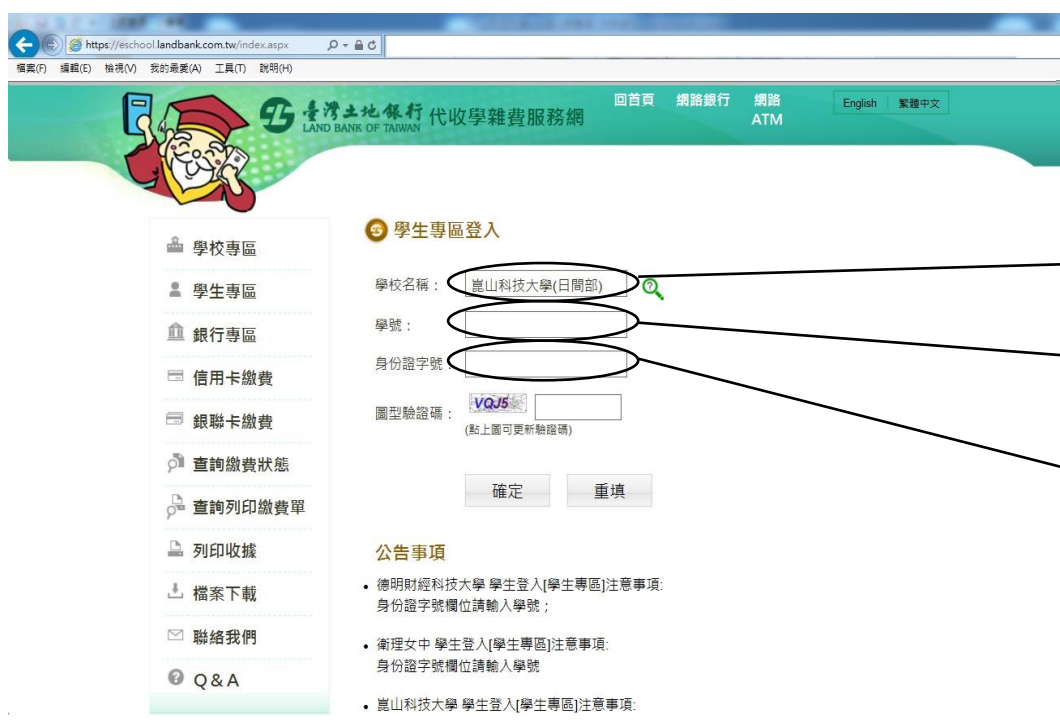 https://eschool.landbank.com.tw/index.aspx
檔案(F) 編輯(E) 檢視(V) 我的最愛(A) 工具(T) 說明(H)
臺灣土地銀行 代收學雜費服務網
LAND BANK OF TAIWAN
回首頁 網路銀行 網路
ATM
English 繁體中文
學校專區
學生專區
銀行專區
信用卡繳費
銀聯卡繳費
查詢繳費狀態
查詢列印繳費單
列印收據
檔案下載
聯絡我們
Q & A
學生專區登入
學校名稱: 崑山科技大學(日間部)
學號:
身份證字號:
圖型驗證碼: VQJ5
(點上圖可更新驗證碼)
確定 重填
公告事項
• 德明財經科技大學 學生登入[學生專區]注意事項:
身份證字號欄位請輸入學號;
• 衛理女中 學生登入[學生專區]注意事項:
身份證字號欄位請輸入學號
• 崑山科技大學 學生登入[學生專區]注意事項: